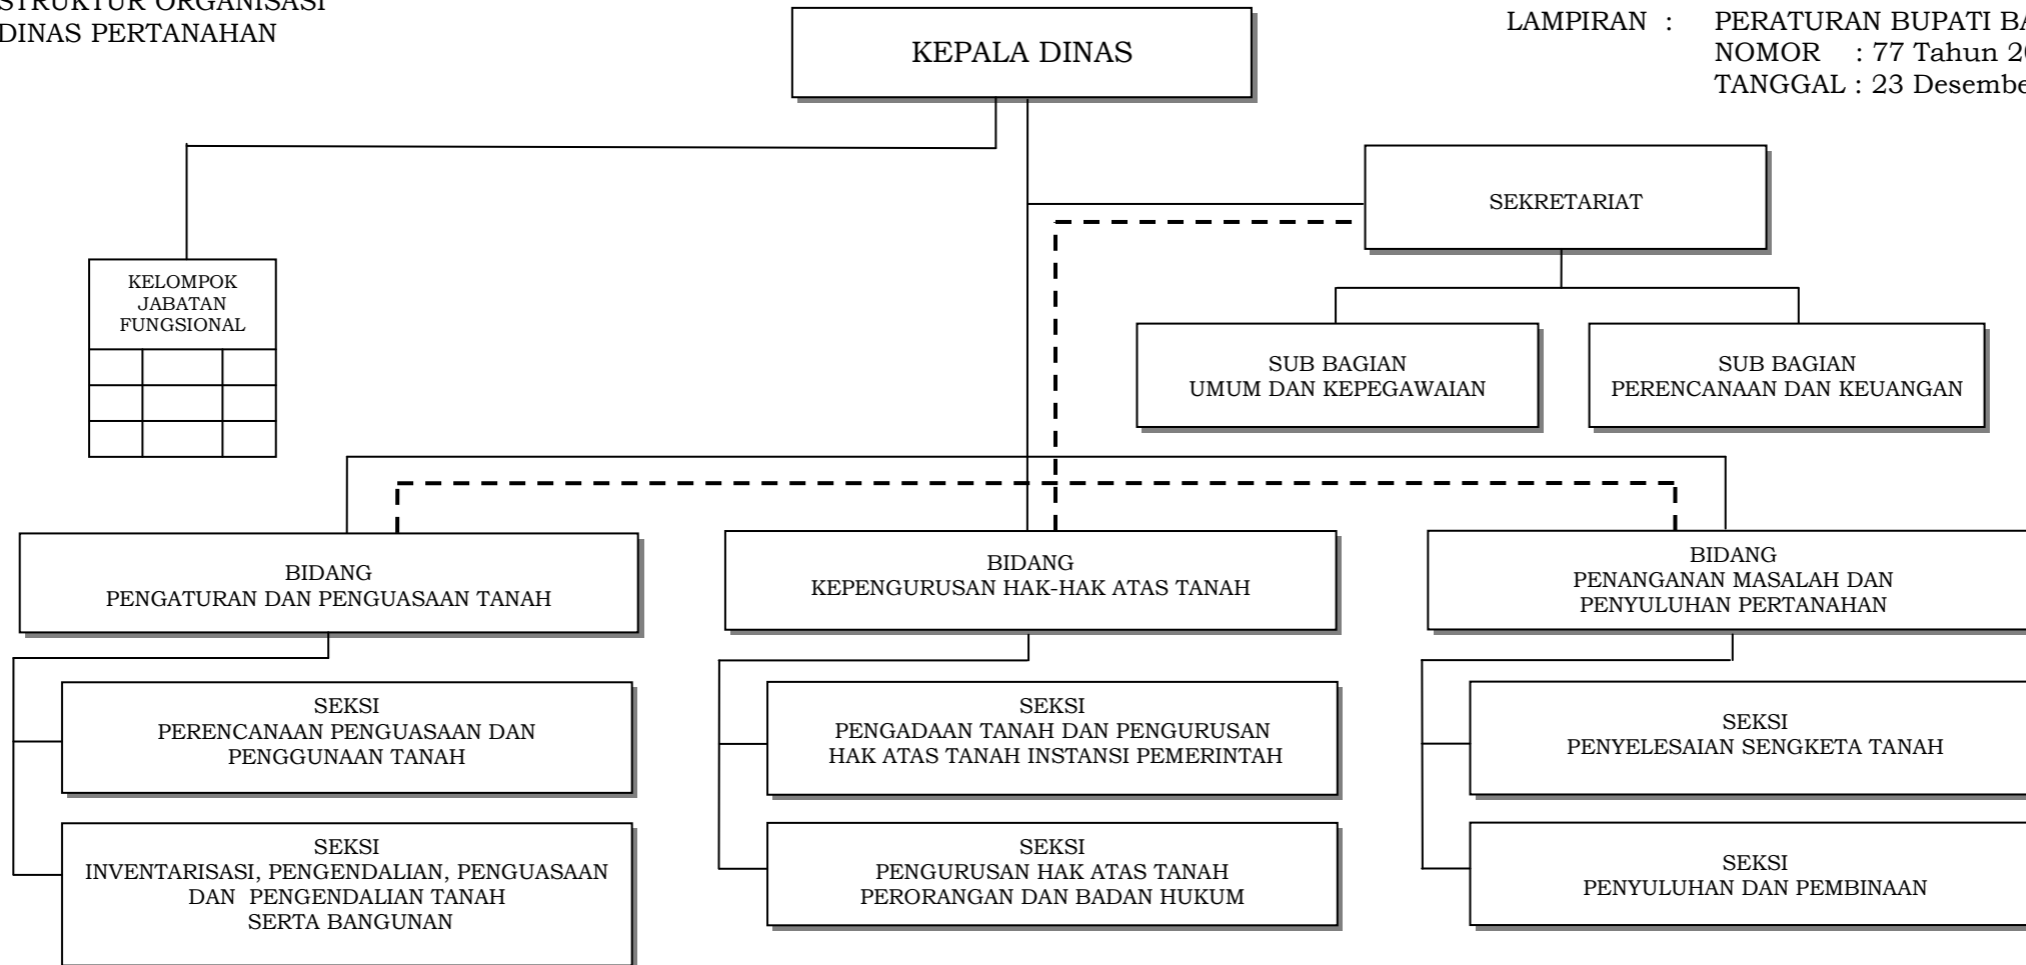 STRUKTUR ORGANISASI
DINAS PERTANAHAN
KEPALA DINAS
LAMPIRAN : PERATURAN BUPATI
NOMOR : 77 Tahun
TANGGAL : 23
SEKRETARIAT
KELOMPOK
JABATAN
FUNGSIONAL
SUB BAGIAN
UMUM DAN KEPEGAWAIAN
SUB BAGIAN
PERENCANAAN DAN KEUANGAN
BIDANG
PENGATURAN DAN PENGUASAAN TANAH
BIDANG
KEPENGURUSAN HAK-HAK ATAS TANAH
BIDANG
PENANGANAN MASALAH DAN
PENYULUHAN PERTANAHAN
SEKSI
PERENCANAAN PENGUASAAN DAN
PENGGUNAAN TANAH
SEKSI
PENGADAAN TANAH DAN PENGURUSAN
HAK ATAS TANAH INSTANSI PEMERINTAH
SEKSI
PENYELESAIAN SENGKETA TANAH
SEKSI
INVENTARISASI, PENGENDALIAN, PENGUASAAN
DAN PENGENDALIAN TANAH
SERTA BANGUNAN
SEKSI
PENGURUSAN HAK ATAS TANAH
PERORANGAN DAN BADAN HUKUM
SEKSI
PENYULUHAN DAN PEMBINAAN